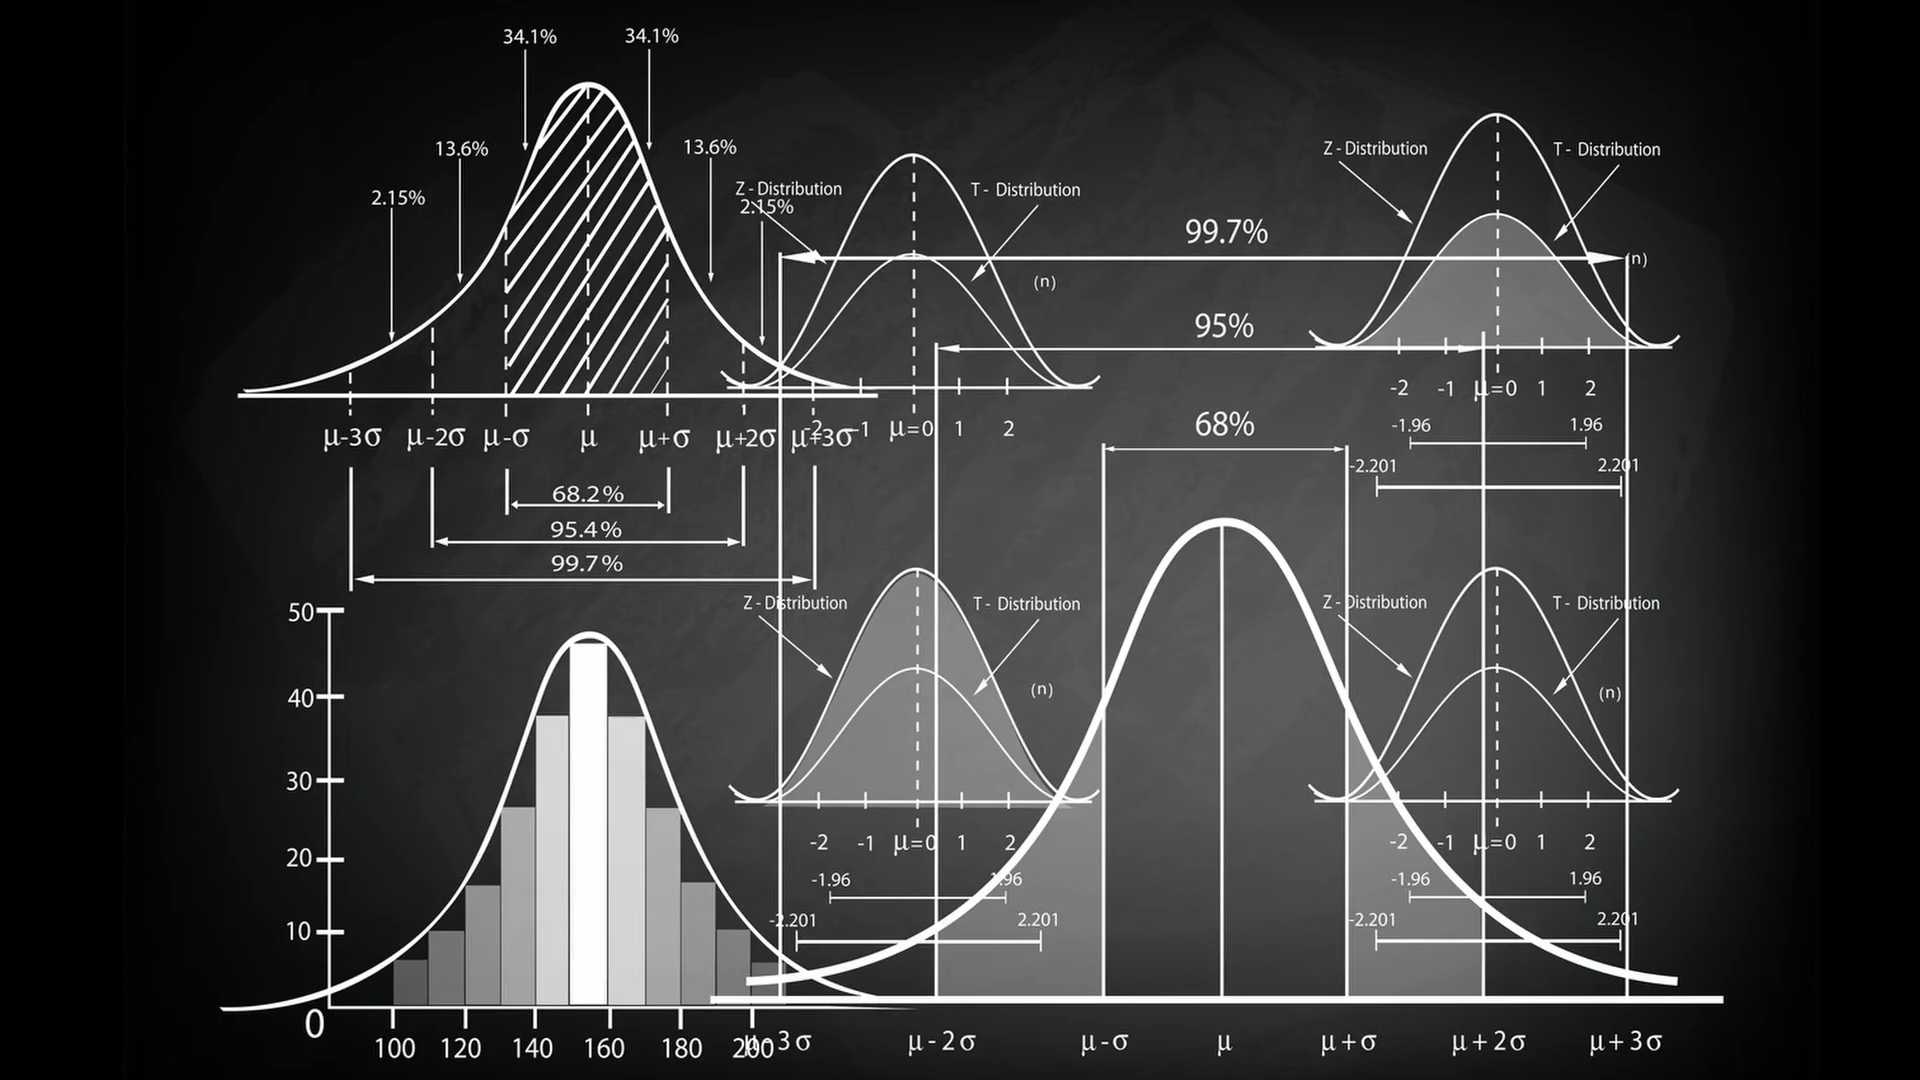 34.1% 34.1%
13.6% 13.6%
2.15% 2.15%
μ-3σ μ-2σ μ-σ μ μ+σ μ+2σ μ+3σ
68.2%
95.4%
99.7%
Z - Distribution
T - Distribution
(n)
-2 -1 μ=0 1 2
99.7%
95%
68%
Z - Distribution
T - Distribution
(n)
-2 -1 μ=0 1 2
-1.96 1.96
-2.201 2.201
50
40
30
20
10
0
100 120 140 160 180 200
Z - Distribution
T - Distribution
(n)
-2 -1 μ=0 1 2
-1.96 1.96
-2.201 2.201
Z - Distribution
T - Distribution
(n)
-2 -1 μ=0 1 2
-1.96 1.96
-2.201 2.201
μ-3σ μ-2σ μ-σ μ μ+σ μ+2σ μ+3σ